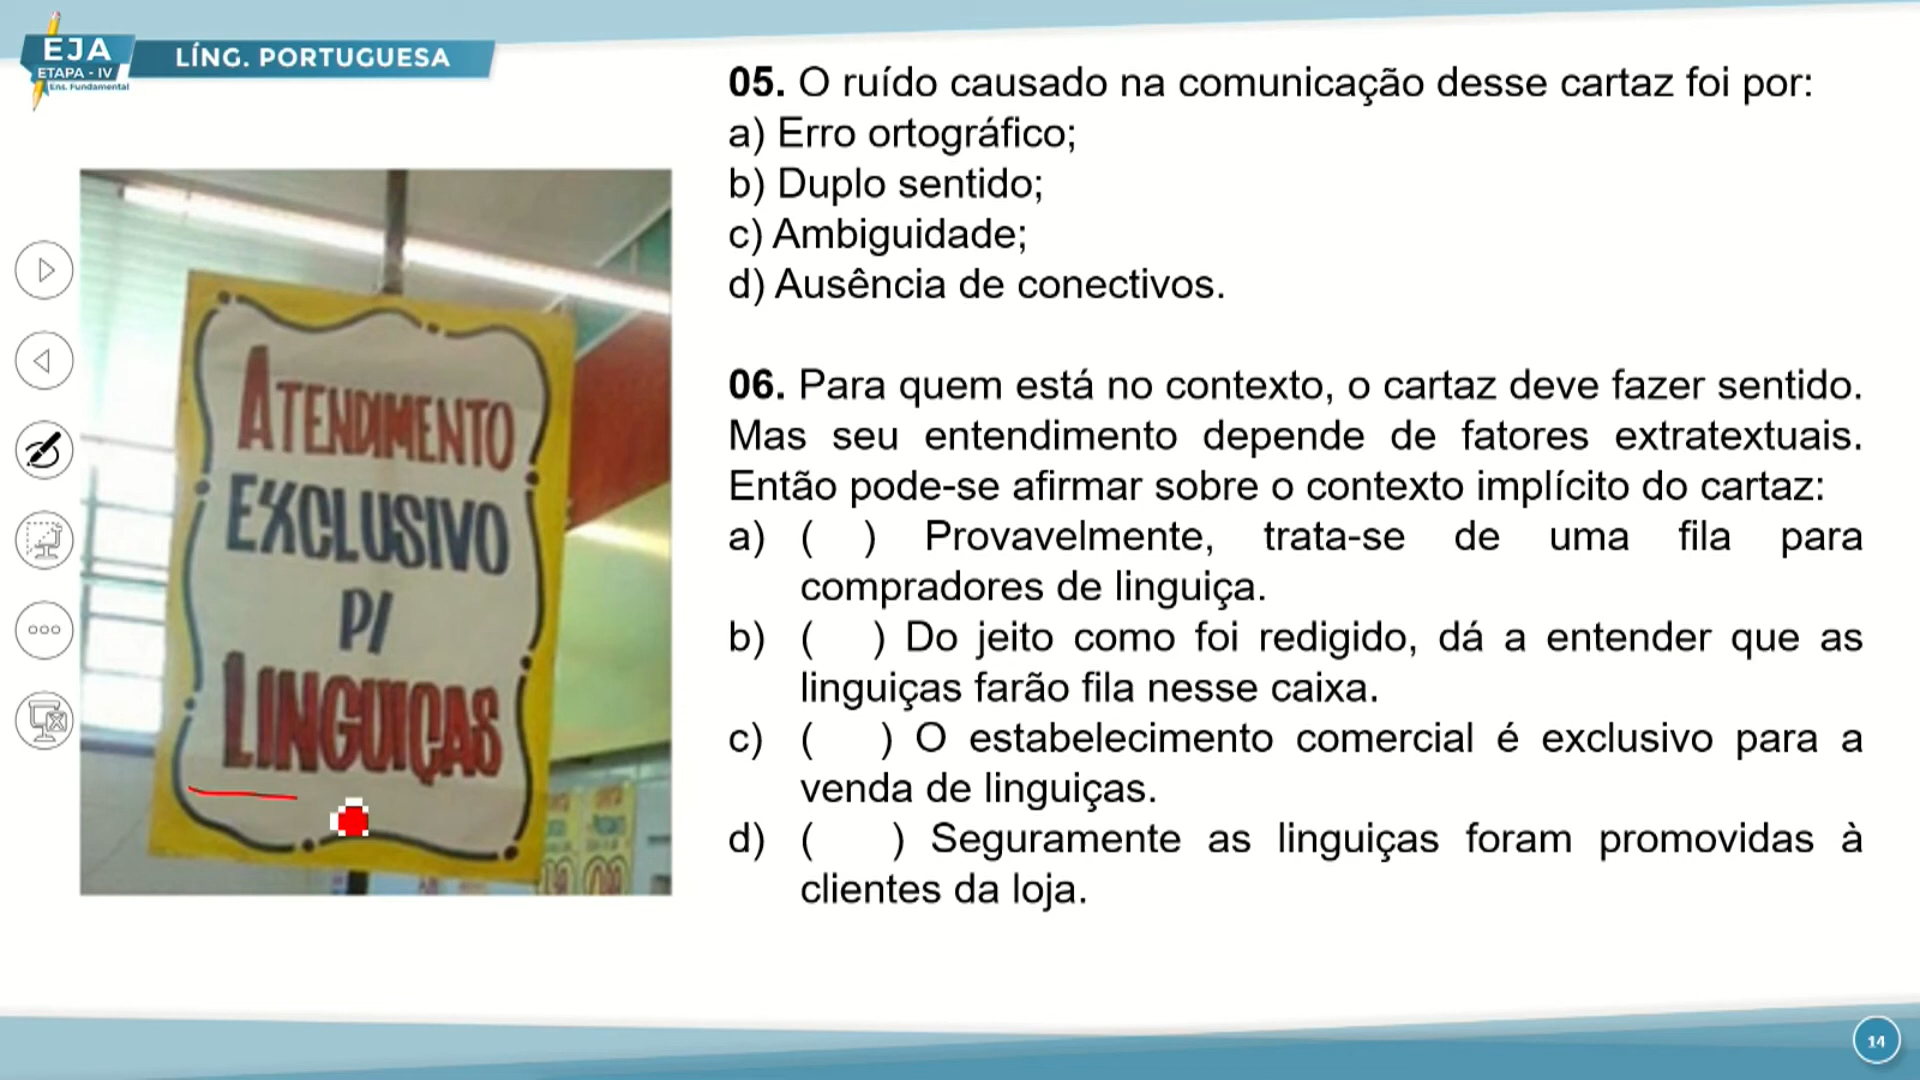 EJA
ETAPA - IV
Ens. Fundamental
LÍNG. PORTUGUESA
05. O ruído causado na comunicação desse cartaz foi por:
a) Erro ortográfico;
b) Duplo sentido;
c) Ambiguidade;
d) Ausência de conectivos.
ATENDIMENTO
EXCLUSIVO
P/
LINGUIÇAS
06. Para quem está no contexto, o cartaz deve fazer sentido.
Mas seu entendimento depende de fatores extratextuais.
Então pode-se afirmar sobre o contexto implícito do cartaz:
a) ( ) Provavelmente, trata-se de uma fila para
compradores de linguiça.
b) ( ) Do jeito como foi redigido, dá a entender que as
linguiças farão fila nesse caixa.
c) ( ) O estabelecimento comercial é exclusivo para a
venda de linguiças.
d) ( ) Seguramente as linguiças foram promovidas à
clientes da loja.
14